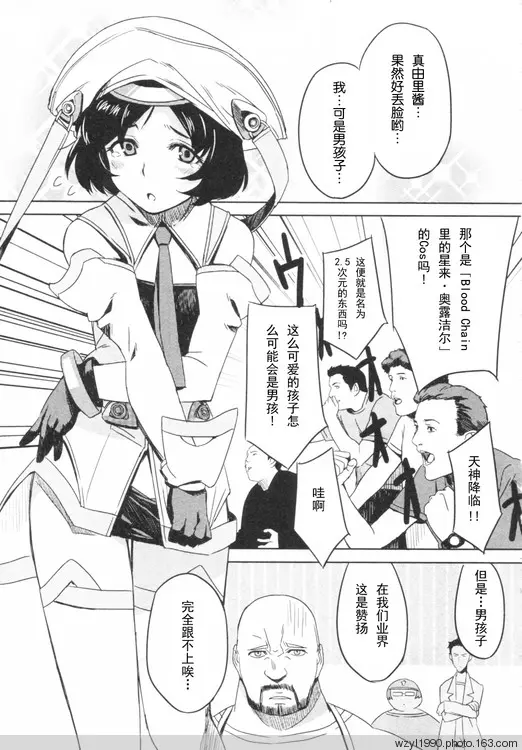 真由里酱…
果然好丢脸哟…
我…可是男孩子…
那个是「Blood Chain
里的星来·奥露洁尔」
的Cos吗！
这便就是名为
2.5次元的东西吗!?
这么可爱的孩子怎
么可能会是男孩！
天神降临!!
哇啊
但是…男孩子
在我们业界
这是赞扬
完全跟不上唉…
wzyl1990.photo.163.com